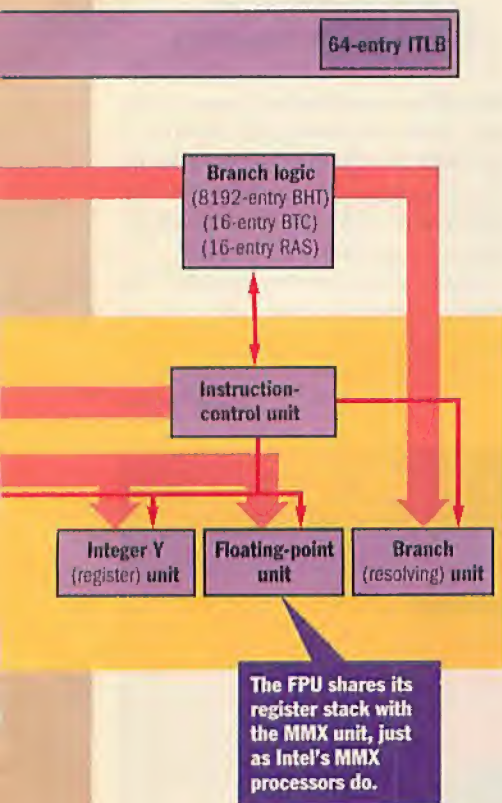 64-entry ITLB
Branch logic
(8192-entry BHT)
(16-entry BTC)
(16-entry RAS)
Instruction-
control unit
Integer Y
(register) unit
Floating-point
unit
Branch
(resolving) unit
The FPU shares its
register stack with
the MMX unit, just
as Intel's MMX
processors do.